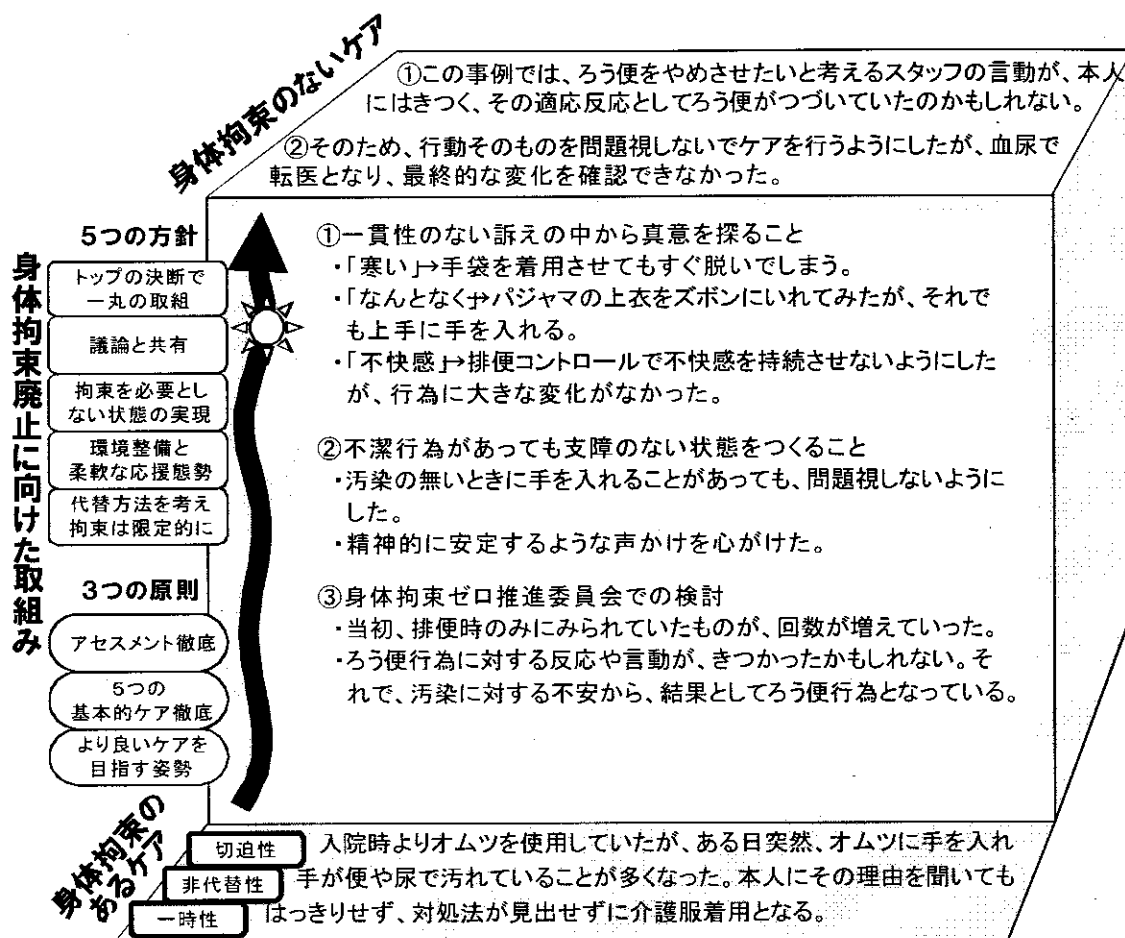 身体拘束のないケア
①この事例では、ろう便をやめさせたいと考えるスタッフの言動が、本人
にはきつく、その適応反応としてろう便がつづいていたのかもしれない。
②そのため、行動そのものを問題視しないでケアを行うようにしたが、血尿で
転医となり、最終的な変化を確認できなかった。
身体拘束廃止に向けた取組み
5つの方針
トップの決断で
一丸の取組
議論と共有
拘束を必要とし
ない状態の実現
環境整備と
柔軟な応援態勢
代替方法を考え
拘束は限定的に
3つの原則
アセスメント徹底
5つの
基本的ケア徹底
より良いケアを
目指す姿勢
①一貫性のない訴えの中から真意を探ること
・「寒い」→手袋を着用させてもすぐ脱いでしまう。
・「なんとなく」→パジャマの上衣をズボンにいれてみたが、それで
も上手に手を入れる。
・「不快感」→排便コントロールで不快感を持続させないようにした
が、行為に大きな変化がなかった。
②不潔行為があっても支障のない状態をつくること
・汚染の無いときに手を入れることがあっても、問題視しないように
した。
・精神的に安定するような声かけを心がけた。
③身体拘束ゼロ推進委員会での検討
・当初、排便時のみにみられていたものが、回数が増えていった。
・ろう便行為に対する反応や言動が、きつかったかもしれない。そ
れで、汚染に対する不安から、結果としてろう便行為となっている。
身体拘束の
あるケア
切迫性
非代替性
一時性
入院時よりオムツを使用していたが、ある日突然、オムツに手を入れ
手が便や尿で汚れていることが多くなった。本人にその理由を聞いても
はっきりせず、対処法が見出せずに介護服着用となる。